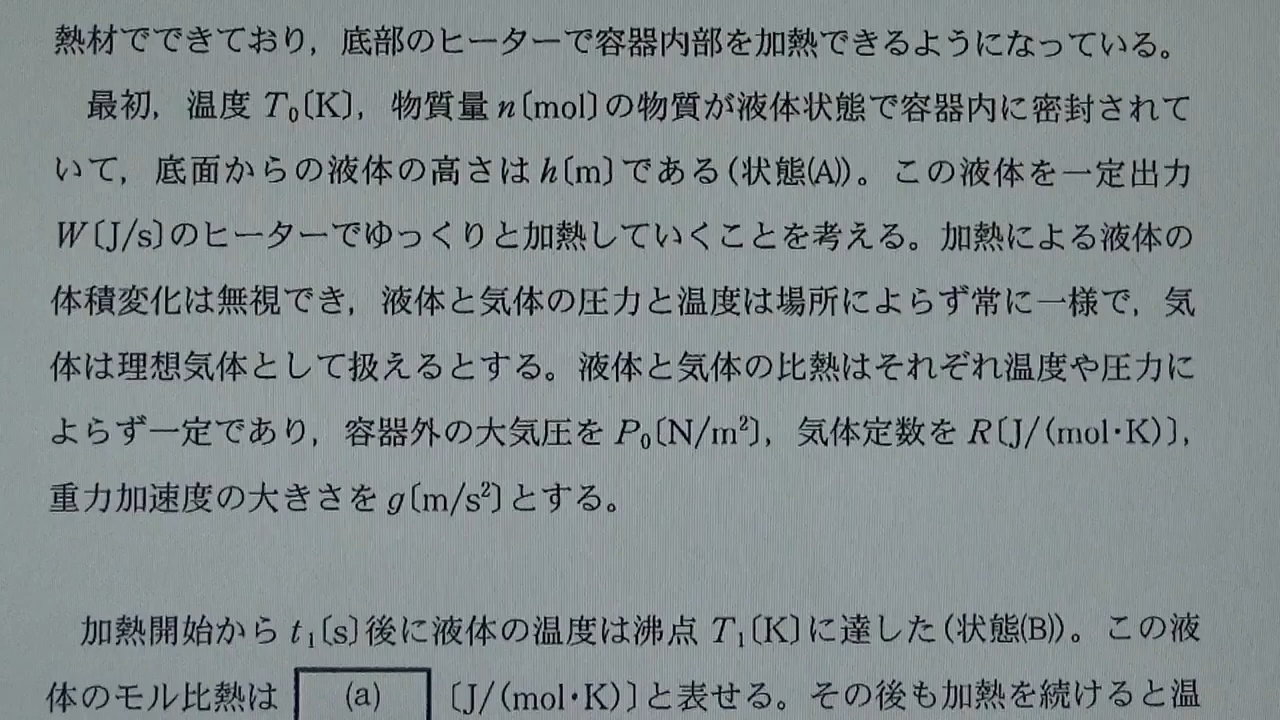 熱材でできており，底部のヒーターで容器内部を加熱できるようになっている。
最初，温度 T₀〔K〕，物質量 n〔mol〕の物質が液体状態で容器内に密封されて
いて，底面からの液体の高さは h〔m〕である(状態(A))。この液体を一定出力
W〔J/s〕のヒーターでゆっくりと加熱していくことを考える。加熱による液体の
体積変化は無視でき，液体と気体の圧力と温度は場所によらず常に一様で，気
体は理想気体として扱えるとする。液体と気体の比熱はそれぞれ温度や圧力に
よらず一定であり，容器外の大気圧を P₀〔N/m²〕，気体定数を R〔J/(mol・K)〕，
重力加速度の大きさを g〔m/s²〕とする。
加熱開始から t₁〔s〕後に液体の温度は沸点 T₁〔K〕に達した(状態(B))。この液
体のモル比熱は (a) 〔J/(mol・K)〕と表せる。その後も加熱を続けると温